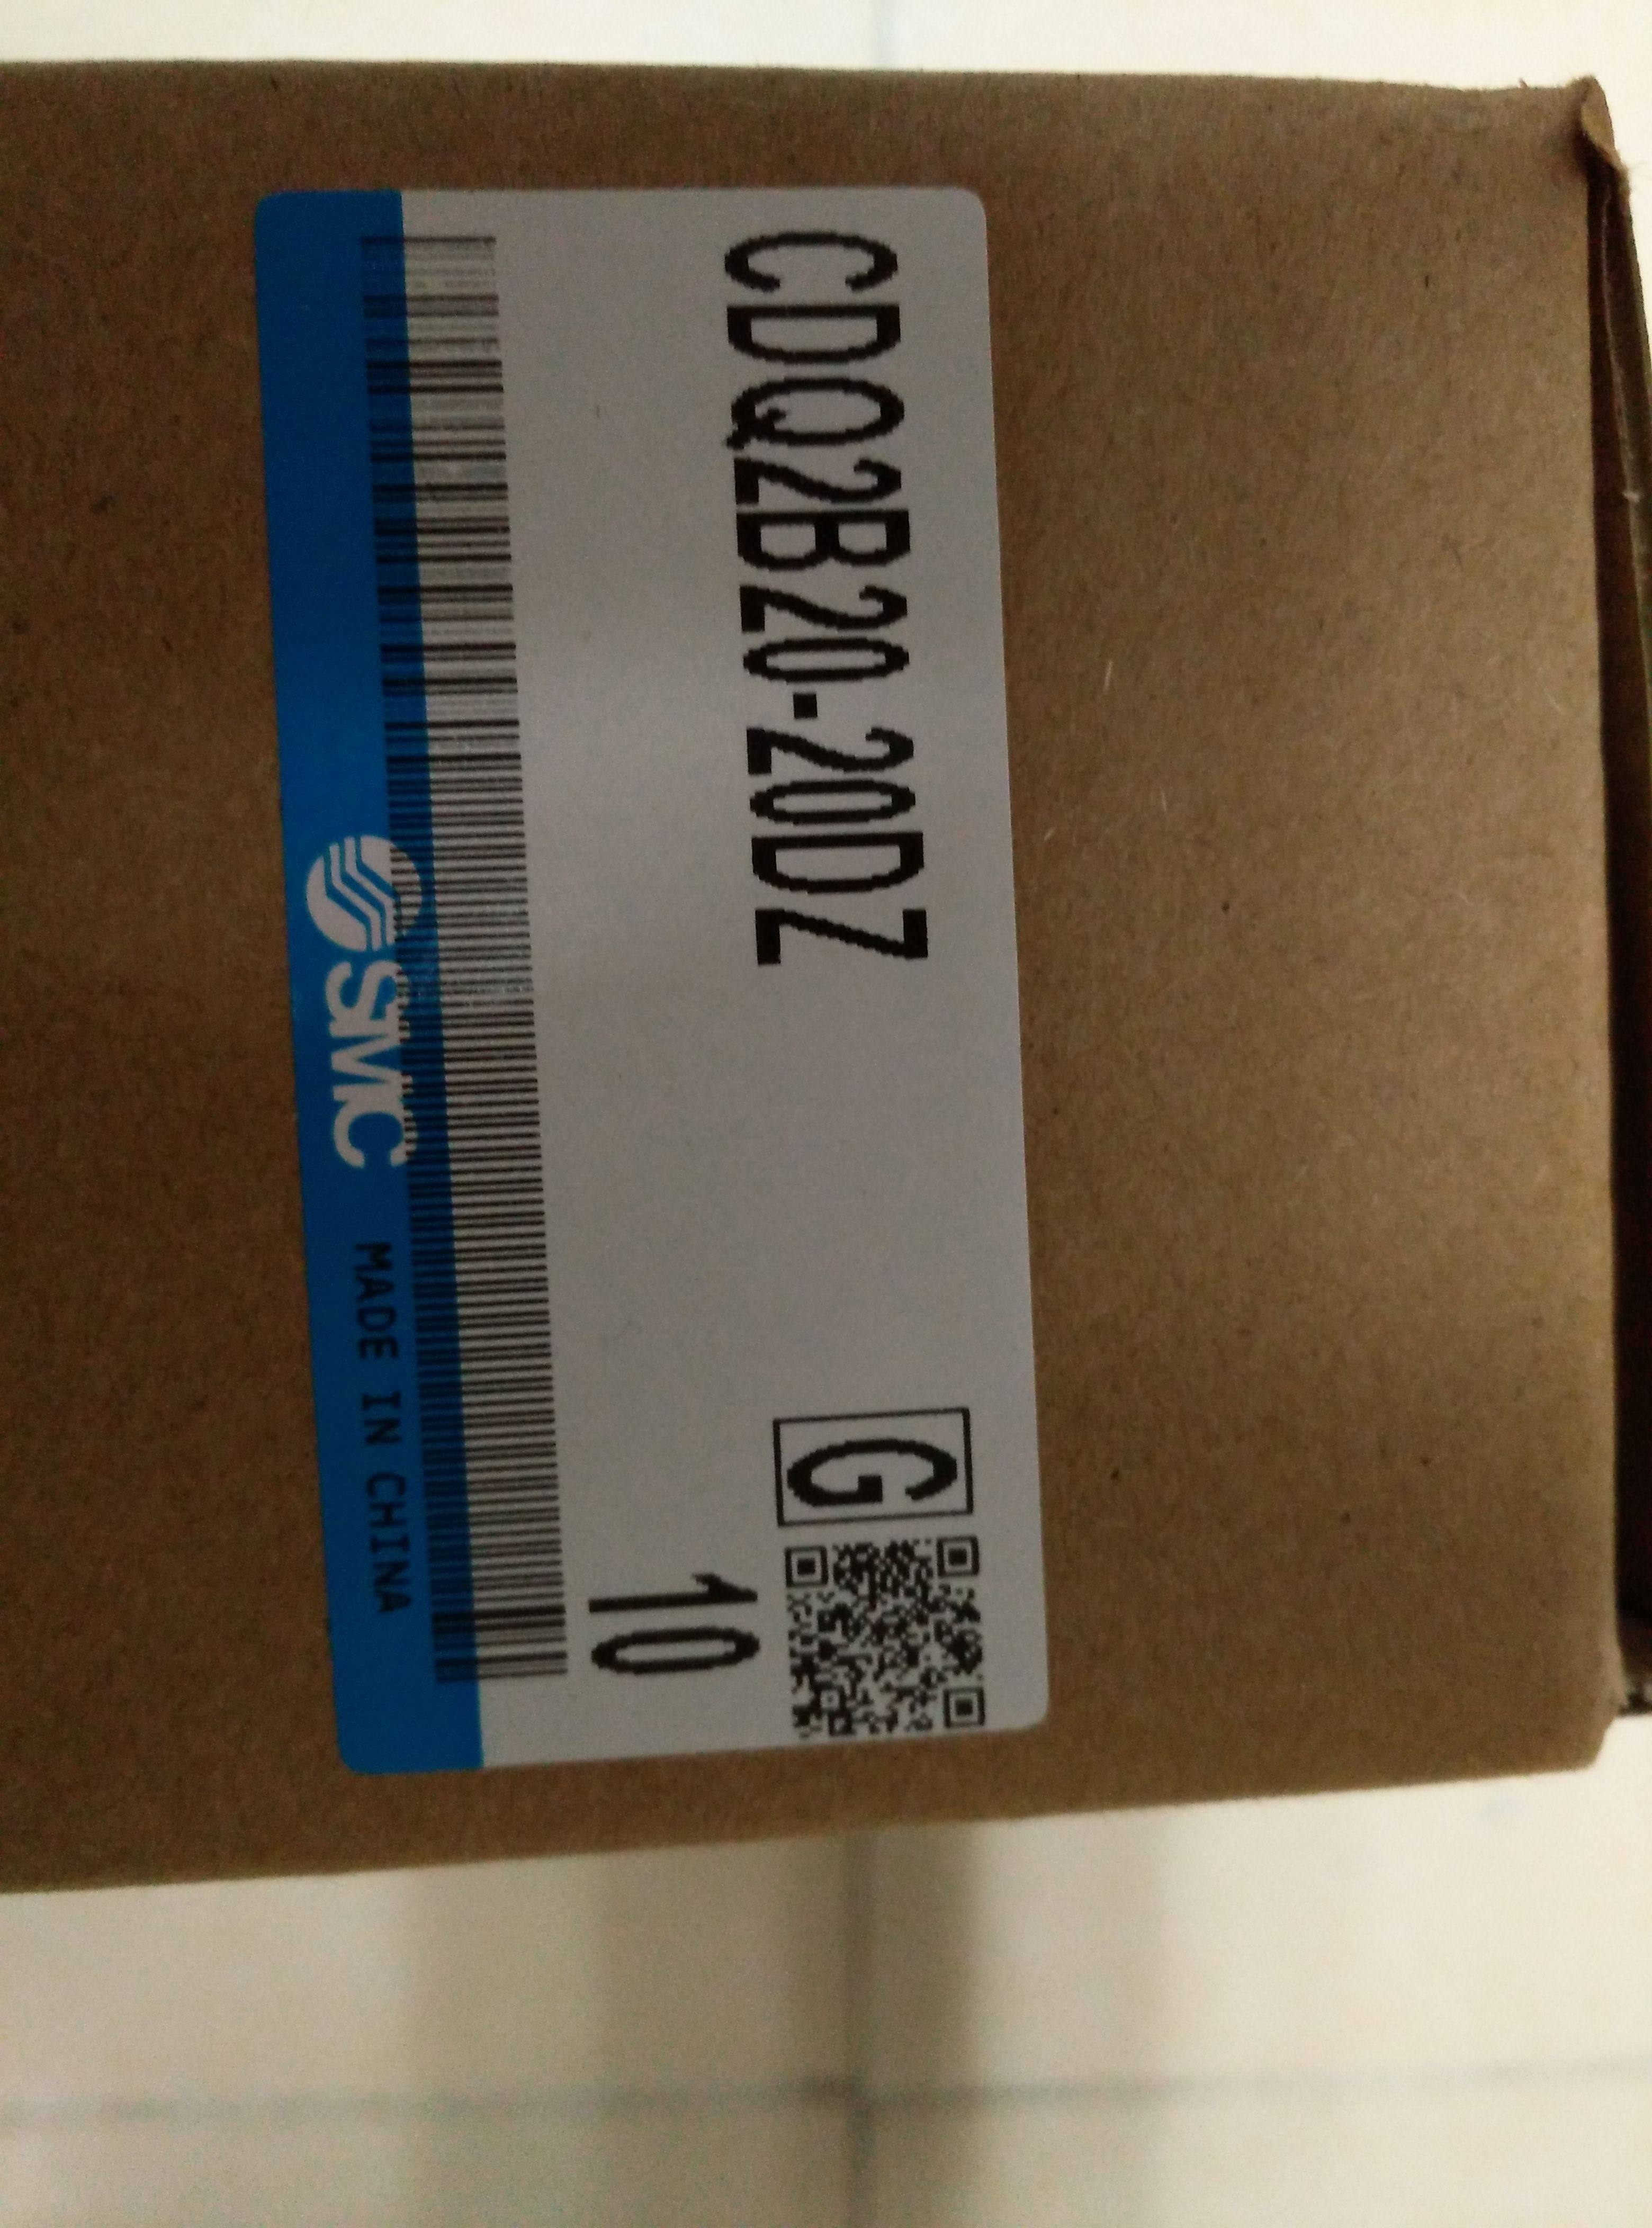 CDQ2B20-20DZ
G
10
SMC MADE IN CHINA